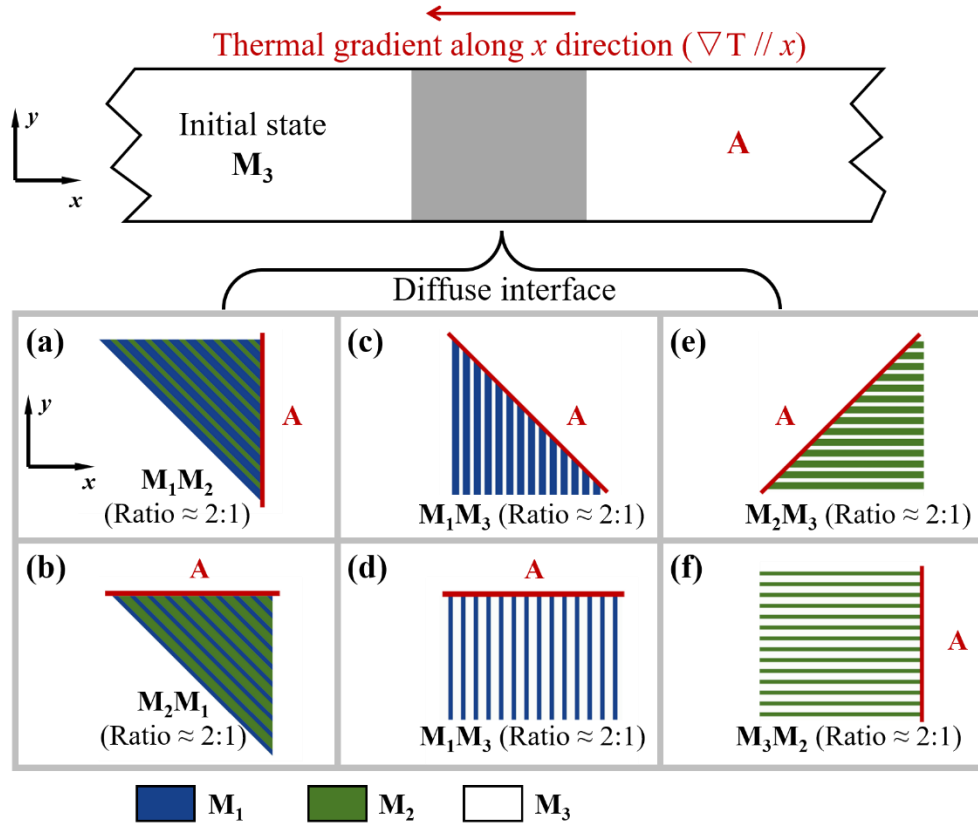 Thermal gradient along x direction (∇T // x)
y
x
Initial state
M₃
A
Diffuse interface
(a)
y
x
A
M₁M₂
(Ratio ≈ 2:1)
(c)
A
M₁M₃ (Ratio ≈ 2:1)
(e)
A
M₂M₃ (Ratio ≈ 2:1)
(b)
A
M₂M₁
(Ratio ≈ 2:1)
(d)
A
M₁M₃ (Ratio ≈ 2:1)
(f)
A
M₃M₂ (Ratio ≈ 2:1)
M₁
M₂
M₃